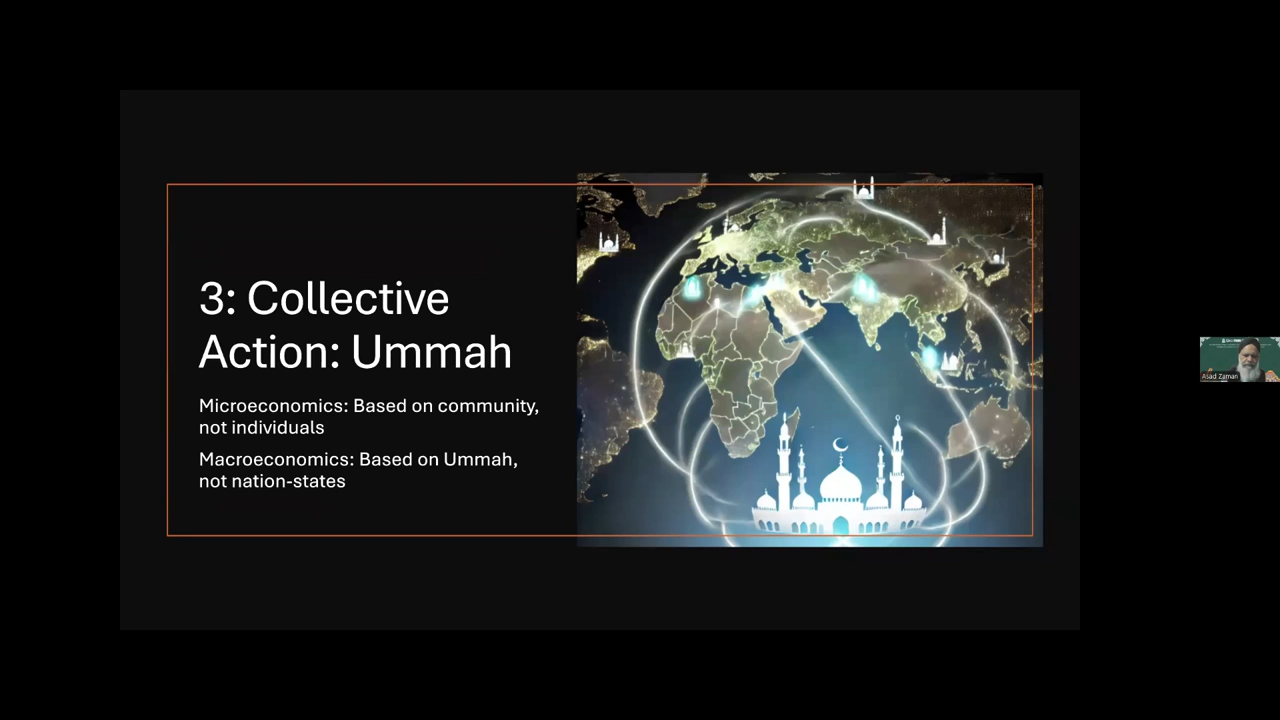 3: Collective
Action: Ummah
Microeconomics: Based on community,
not individuals
Macroeconomics: Based on Ummah,
not nation-states
Asad Zaman